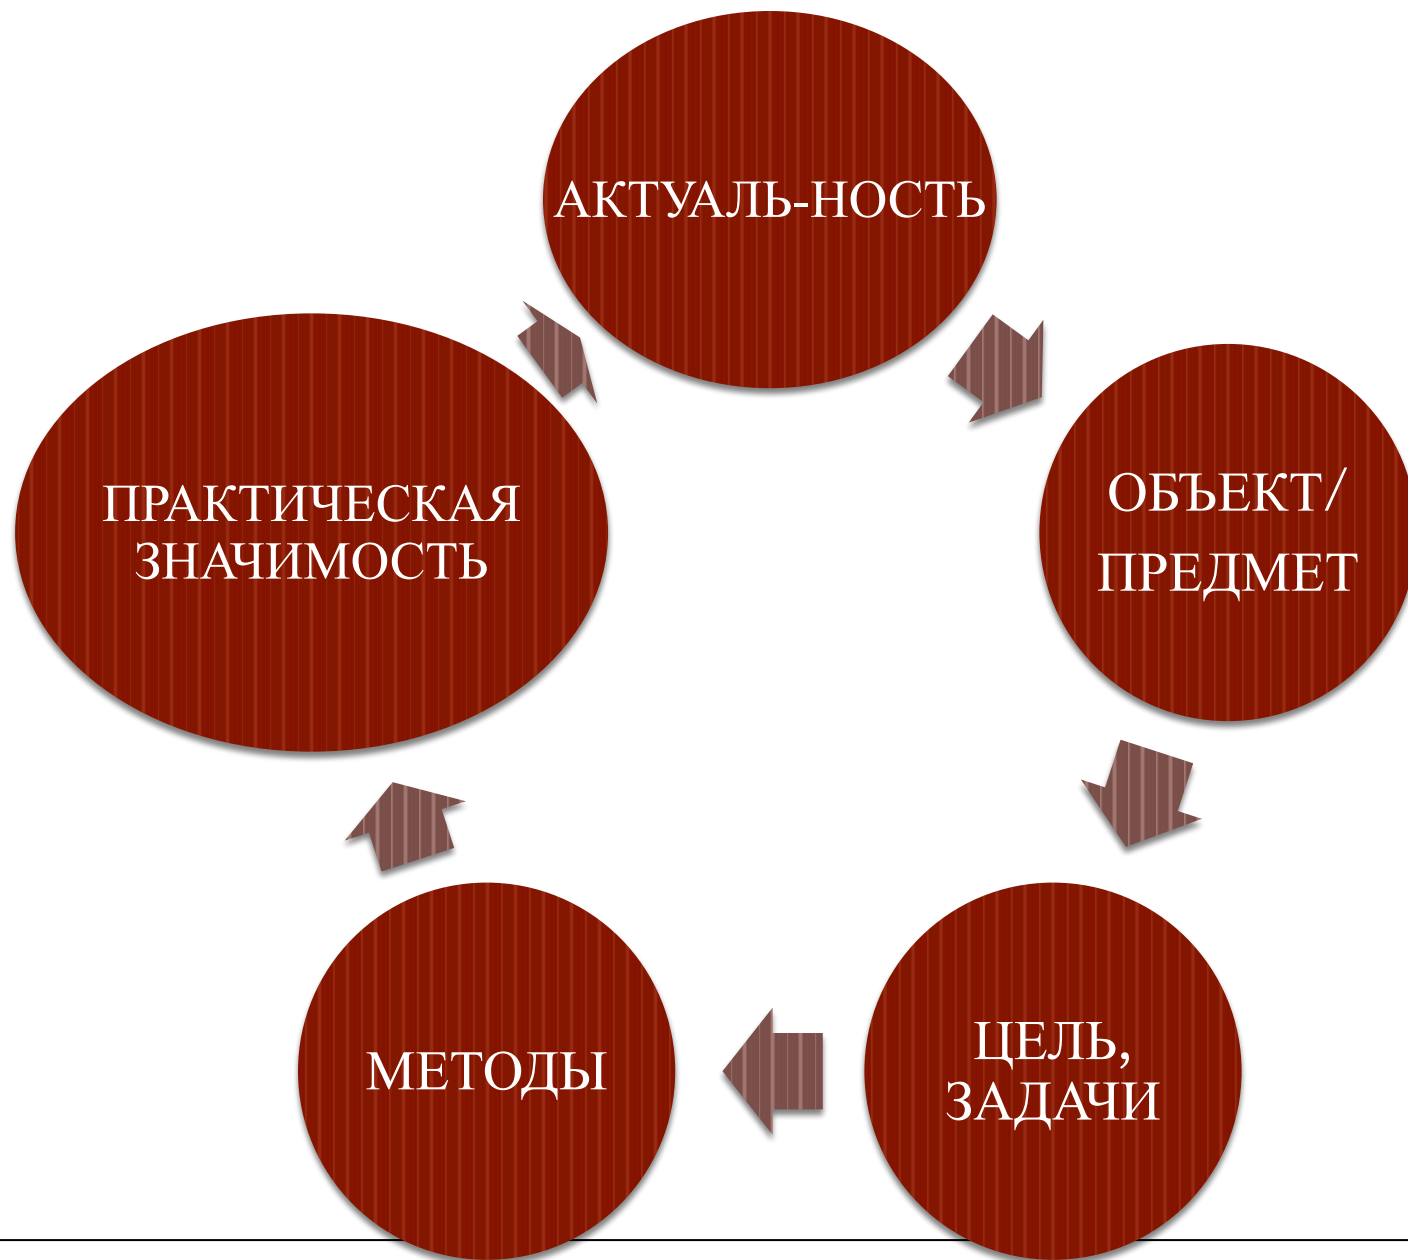 АКТУАЛЬ-НОСТЬ
ОБЪЕКТ/
ПРЕДМЕТ
ЦЕЛЬ,
ЗАДАЧИ
МЕТОДЫ
ПРАКТИЧЕСКАЯ
ЗНАЧИМОСТЬ